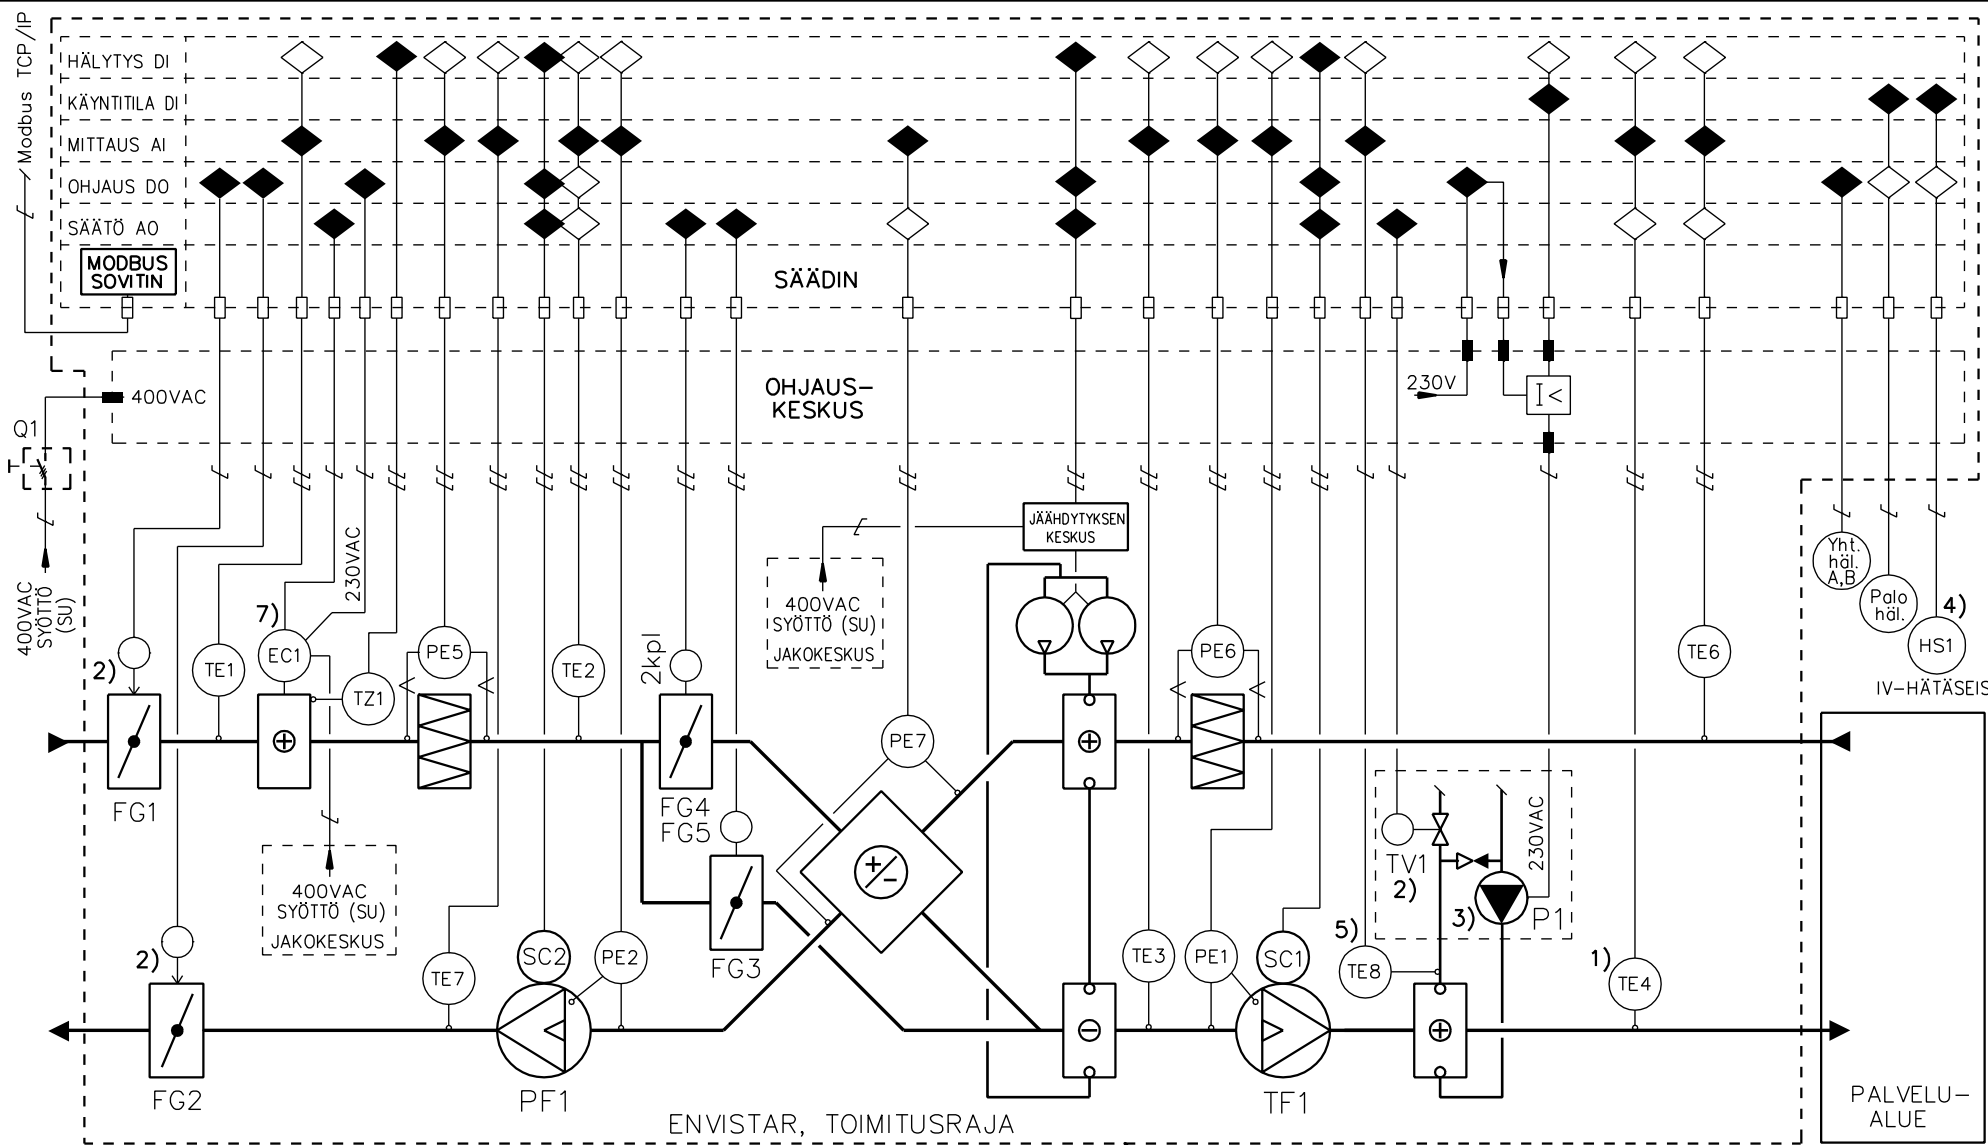 Modbus TCP/IP
HÄLYTYS DI
KÄYNTITILA DI
MITTAUS AI
OHJAUS DO
SÄÄTÖ AO
MODBUS
SOVITIN
SÄÄDIN
400VAC
OHJAUS-
KESKUS
230V
I<
Q1
400VAC
SYÖTTÖ
(SU)
230VAC
7)
EC1
2)
TE1
TZ1
PE5
TE2
2kpl
400VAC
SYÖTTÖ (SU)
JAKOKESKUS
JÄÄHDYTYKSEN
KESKUS
PE6
TE6
Yht.
häl.
A,B
Palo
häl.
4)
HS1
IV-HÄTÄSEIS
FG1
FG4
FG5
PE7
+/-
400VAC
SYÖTTÖ (SU)
JAKOKESKUS
TV1
2)
230VAC
3)
P1
2)
TE7
SC2
PE2
FG3
TE3
PE1
SC1
5)
TE8
1)
TE4
FG2
PF1
TF1
ENVISTAR, TOIMITUSRAJA
PALVELU-
ALUE